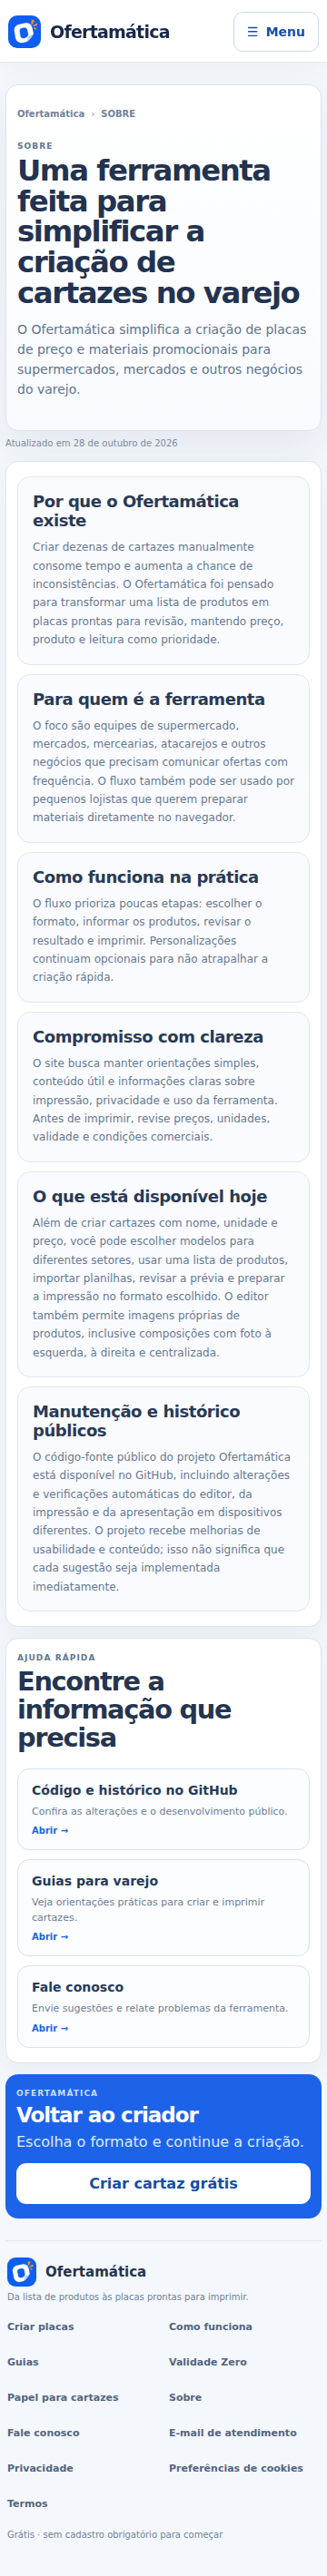 Ofertamática
☰ Menu
Ofertamática › SOBRE
SOBRE
Uma ferramenta
feita para
simplificar a
criação de
cartazes no varejo
O Ofertamática simplifica a criação de placas
de preço e materiais promocionais para
supermercados, mercados e outros negócios
do varejo.
Atualizado em 28 de outubro de 2026
Por que o Ofertamática
existe
Criar dezenas de cartazes manualmente
consome tempo e aumenta a chance de
inconsistências. O Ofertamática foi pensado
para transformar uma lista de produtos em
placas prontas para revisão, mantendo preço,
produto e leitura como prioridade.
Para quem é a ferramenta
O foco são equipes de supermercado,
mercados, mercearias, atacarejos e outros
negócios que precisam comunicar ofertas com
frequência. O fluxo também pode ser usado por
pequenos lojistas que querem preparar
materiais diretamente no navegador.
Como funciona na prática
O fluxo prioriza poucas etapas: escolher o
formato, informar os produtos, revisar o
resultado e imprimir. Personalizações
continuam opcionais para não atrapalhar a
criação rápida.
Compromisso com clareza
O site busca manter orientações simples,
conteúdo útil e informações claras sobre
impressão, privacidade e uso da ferramenta.
Antes de imprimir, revise preços, unidades,
validade e condições comerciais.
O que está disponível hoje
Além de criar cartazes com nome, unidade e
preço, você pode escolher modelos para
diferentes setores, usar uma lista de produtos,
importar planilhas, revisar a prévia e preparar
a impressão no formato escolhido. O editor
também permite imagens próprias de
produtos, inclusive composições com foto à
esquerda, à direita e centralizada.
Manutenção e histórico
públicos
O código-fonte público do projeto Ofertamática
está disponível no GitHub, incluindo alterações
e verificações automáticas do editor, da
impressão e da apresentação em dispositivos
diferentes. O projeto recebe melhorias de
usabilidade e conteúdo; isso não significa que
cada sugestão seja implementada
imediatamente.
AJUDA RÁPIDA
Encontre a
informação que
precisa
Código e histórico no GitHub
Confira as alterações e o desenvolvimento público.
Abrir →
Guias para varejo
Veja orientações práticas para criar e imprimir
cartazes.
Abrir →
Fale conosco
Envie sugestões e relate problemas da ferramenta.
Abrir →
OFERTAMÁTICA
Voltar ao criador
Escolha o formato e continue a criação.
Criar cartaz grátis
Ofertamática
Da lista de produtos às placas prontas para imprimir.
Criar placas
Como funciona
Guias
Validade Zero
Papel para cartazes
Sobre
Fale conosco
E-mail de atendimento
Privacidade
Preferências de cookies
Termos
Grátis · sem cadastro obrigatório para começar